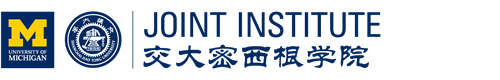 M
UNIVERSITY OF
MICHIGAN
JOINT INSTITUTE
交大密西根学院